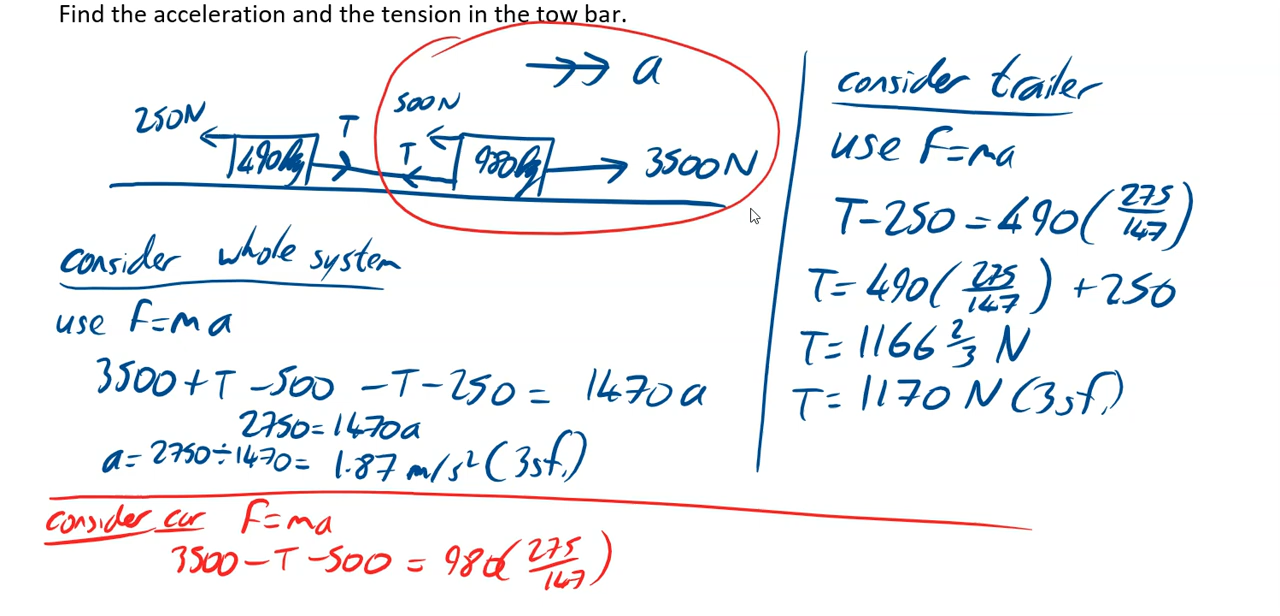 Find the acceleration and the tension in the tow bar.
a
250N
T
490kg
500N
T
980kg
3500N
consider whole system
use F=ma
3500+T-500-T-250=1470a
2750=1470a
a=2750÷1470=1.87 m/s² (3sf.)
consider trailer
use F=ma
T-250=490(275/147)
T=490(275/147)+250
T=1166 2/3 N
T=1170 N (3sf.)
consider car F=ma
3500-T-500=980(275/147)